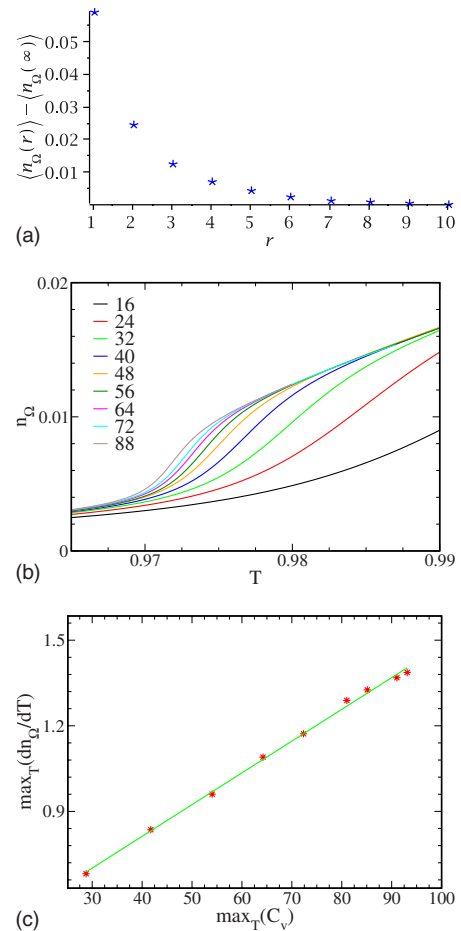 ⟨n_Ω(r)⟩ − ⟨n_Ω(∞)⟩
0.05
0.04
0.03
0.02
0.01
1 2 3 4 5 6 7 8 9 10
r
(a)
0.02
0.01
0
n_Ω
16
24
32
40
48
56
64
72
88
0.97 0.98 0.99
T
(b)
1.5
1.2
0.9
max_T(dn_Ω/dT)
30 40 50 60 70 80 90 100
max_T(C_v)
(c)